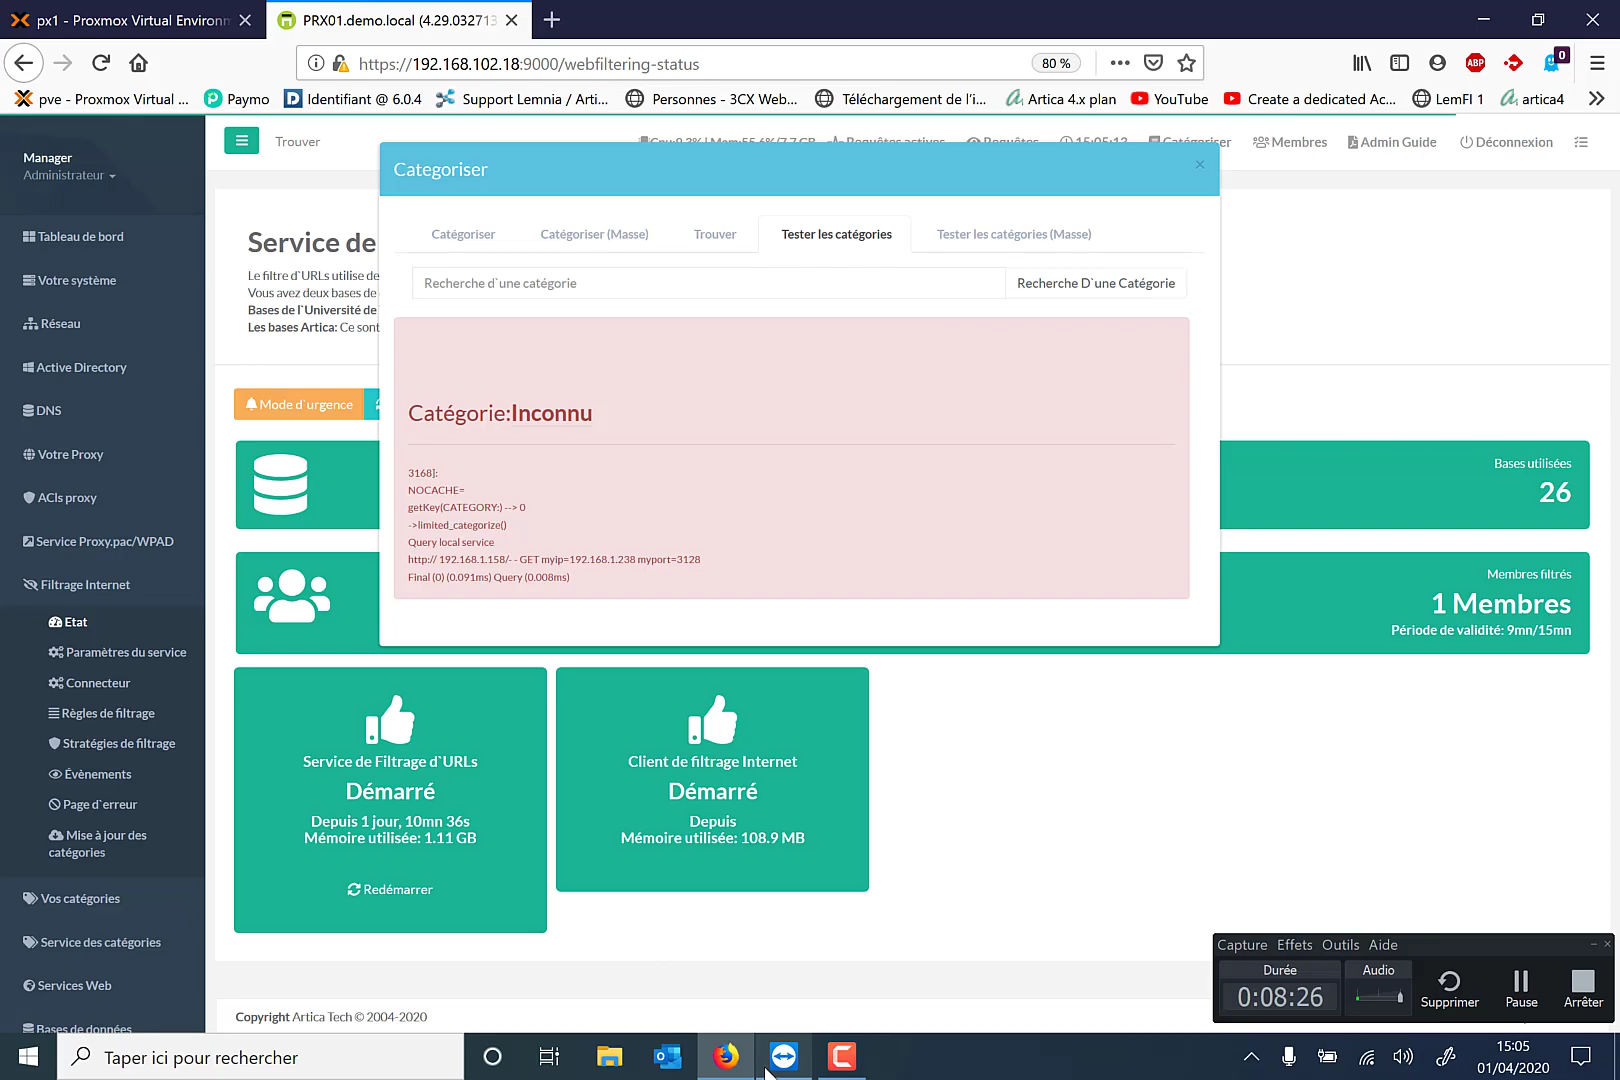 px1 - Proxmox Virtual Environm
PRX01.demo.local (4.29.032713
https://192.168.102.18:9000/webfiltering-status
80 %
ABP
0
pve - Proxmox Virtual ...
Paymo
Identifiant @ 6.0.4
Support Lemnia / Arti...
Personnes - 3CX Web...
Téléchargement de l'i...
Artica 4.x plan
YouTube
Create a dedicated Ac...
LemFI 1
artica4
Manager
Administrateur
Trouver
Membres
Admin Guide
Déconnexion
Tableau de bord
Votre système
Réseau
Active Directory
DNS
Votre Proxy
ACls proxy
Service Proxy.pac/WPAD
Filtrage Internet
Etat
Paramètres du service
Connecteur
Règles de filtrage
Stratégies de filtrage
Évènements
Page d`erreur
Mise à jour des
catégories
Vos catégories
Service des catégories
Services Web
Bases de données
Service de
Le filtre d`URLs utilise de
Vous avez deux bases de
Bases de l`Université de
Les bases Artica: Ce sont
Mode d`urgence
Categoriser
×
Catégoriser
Catégoriser (Masse)
Trouver
Tester les catégories
Tester les catégories (Masse)
Recherche d`une catégorie
Recherche D`une Catégorie
Catégorie:Inconnu
3168]:
NOCACHE=
getKey(CATEGORY:) --> 0
->limited_categorize()
Query local service
http:// 192.168.1.158/- - GET myip=192.168.1.238 myport=3128
Final (0) (0.091ms) Query (0.008ms)
Bases utilisées
26
Membres filtrés
1 Membres
Période de validité: 9mn/15mn
Service de Filtrage d`URLs
Démarré
Depuis 1 jour, 10mn 36s
Mémoire utilisée: 1.11 GB
Redémarrer
Client de filtrage Internet
Démarré
Depuis
Mémoire utilisée: 108.9 MB
Copyright Artica Tech © 2004-2020
Capture Effets Outils Aide
Durée
0:08:26
Audio
Supprimer
Pause
Arrêter
Taper ici pour rechercher
15:05
01/04/2020